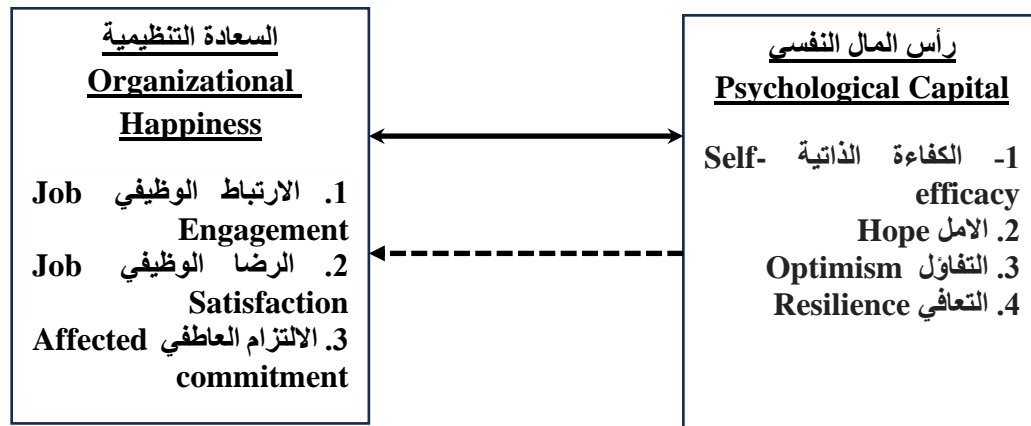 رأس المال النفسي
Psychological Capital
1- الكفاءة الذاتية Self-
efficacy
2. الامل Hope
3. التفاؤل Optimism
4. التعافي Resilience
السعادة التنظيمية
Organizational
Happiness
1. الارتباط الوظيفي Job
Engagement
2. الرضا الوظيفي Job
Satisfaction
3. الالتزام العاطفي Affected
commitment